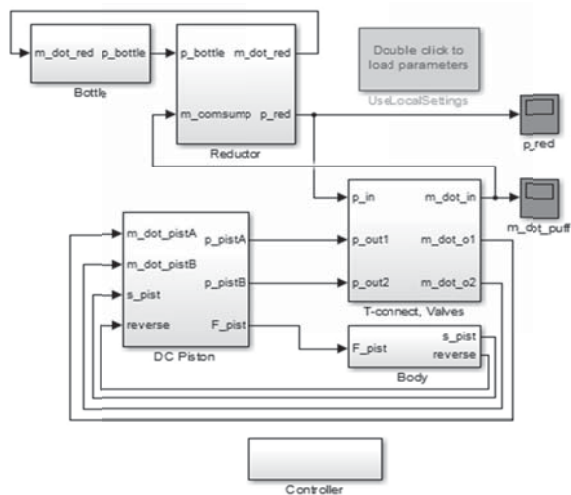 m_dot_red p_bottle
Bottle
p_bottle m_dot_red
m_comsump p_red
Reductor
Double click to
load parameters
UseLocalSettings
p_red
m_dot_puff
p_in m_dot_in
p_out1 m_dot_o1
p_out2 m_dot_o2
T-connect, Valves
m_dot_pistA p_pistA
m_dot_pistB p_pistB
s_pist
reverse F_pist
DC Piston
F_pist s_pist
reverse
Body
Controller